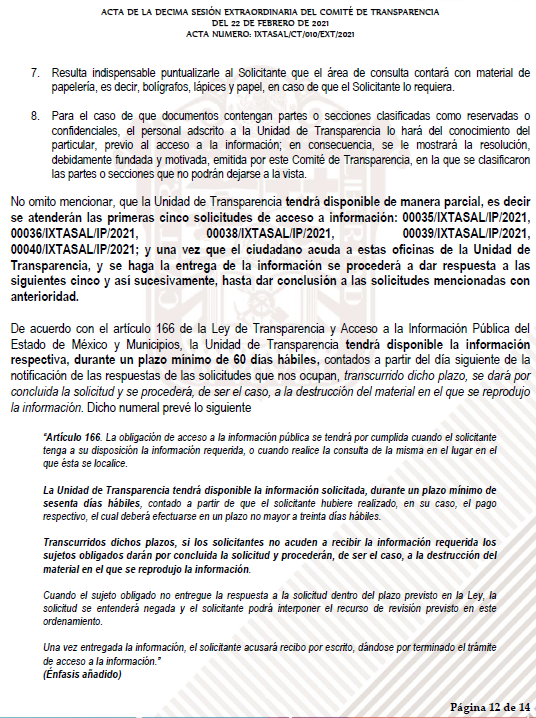 ACTA DE LA DECIMA SESIÓN EXTRAORDINARIA DEL COMITÉ DE TRANSPARENCIA
DEL 22 DE FEBRERO DE 2021
ACTA NUMERO: IXTASAL/CT/010/EXT/2021
7. Resulta indispensable puntualizarle al Solicitante que el área de consulta contará con material de
papelería, es decir, bolígrafos, lápices y papel, en caso de que el Solicitante lo requiera.
8. Para el caso de que documentos contengan partes o secciones clasificadas como reservadas o
confidenciales, el personal adscrito a la Unidad de Transparencia lo hará del conocimiento del
particular, previo al acceso a la información; en consecuencia, se le mostrará la resolución,
debidamente fundada y motivada, emitida por este Comité de Transparencia, en la que se clasificaron
las partes o secciones que no podrán dejarse a la vista.
No omito mencionar, que la Unidad de Transparencia tendrá disponible de manera parcial, es decir
se atenderán las primeras cinco solicitudes de acceso a información: 00035/IXTASAL/IP/2021,
00036/IXTASAL/IP/2021, 00038/IXTASAL/IP/2021, 00039/IXTASAL/IP/2021,
00040/IXTASAL/IP/2021; y una vez que el ciudadano acuda a estas oficinas de la Unidad de
Transparencia, y se haga la entrega de la información se procederá a dar respuesta a las
siguientes cinco y así sucesivamente, hasta dar conclusión a las solicitudes mencionadas con
anterioridad.
De acuerdo con el artículo 166 de la Ley de Transparencia y Acceso a la Información Pública del
Estado de México y Municipios, la Unidad de Transparencia tendrá disponible la información
respectiva, durante un plazo mínimo de 60 días hábiles, contados a partir del día siguiente de la
notificación de las respuestas de las solicitudes que nos ocupan, transcurrido dicho plazo, se dará por
concluida la solicitud y se procederá, de ser el caso, a la destrucción del material en el que se reprodujo
la información. Dicho numeral prevé lo siguiente
"Artículo 166. La obligación de acceso a la información pública se tendrá por cumplida cuando el solicitante
tenga a su disposición la información requerida, o cuando realice la consulta de la misma en el lugar en el
que ésta se localice.
La Unidad de Transparencia tendrá disponible la información solicitada, durante un plazo mínimo de
sesenta días hábiles, contado a partir de que el solicitante hubiere realizado, en su caso, el pago
respectivo, el cual deberá efectuarse en un plazo no mayor a treinta días hábiles.
Transcurridos dichos plazos, si los solicitantes no acuden a recibir la información requerida los
sujetos obligados darán por concluida la solicitud y procederán, de ser el caso, a la destrucción del
material en el que se reprodujo la información.
Cuando el sujeto obligado no entregue la respuesta a la solicitud dentro del plazo previsto en la Ley, la
solicitud se entenderá negada y el solicitante podrá interponer el recurso de revisión previsto en este
ordenamiento.
Una vez entregada la información, el solicitante acusará recibo por escrito, dándose por terminado el trámite
de acceso a la información."
(Énfasis añadido)
Página 12 de 14